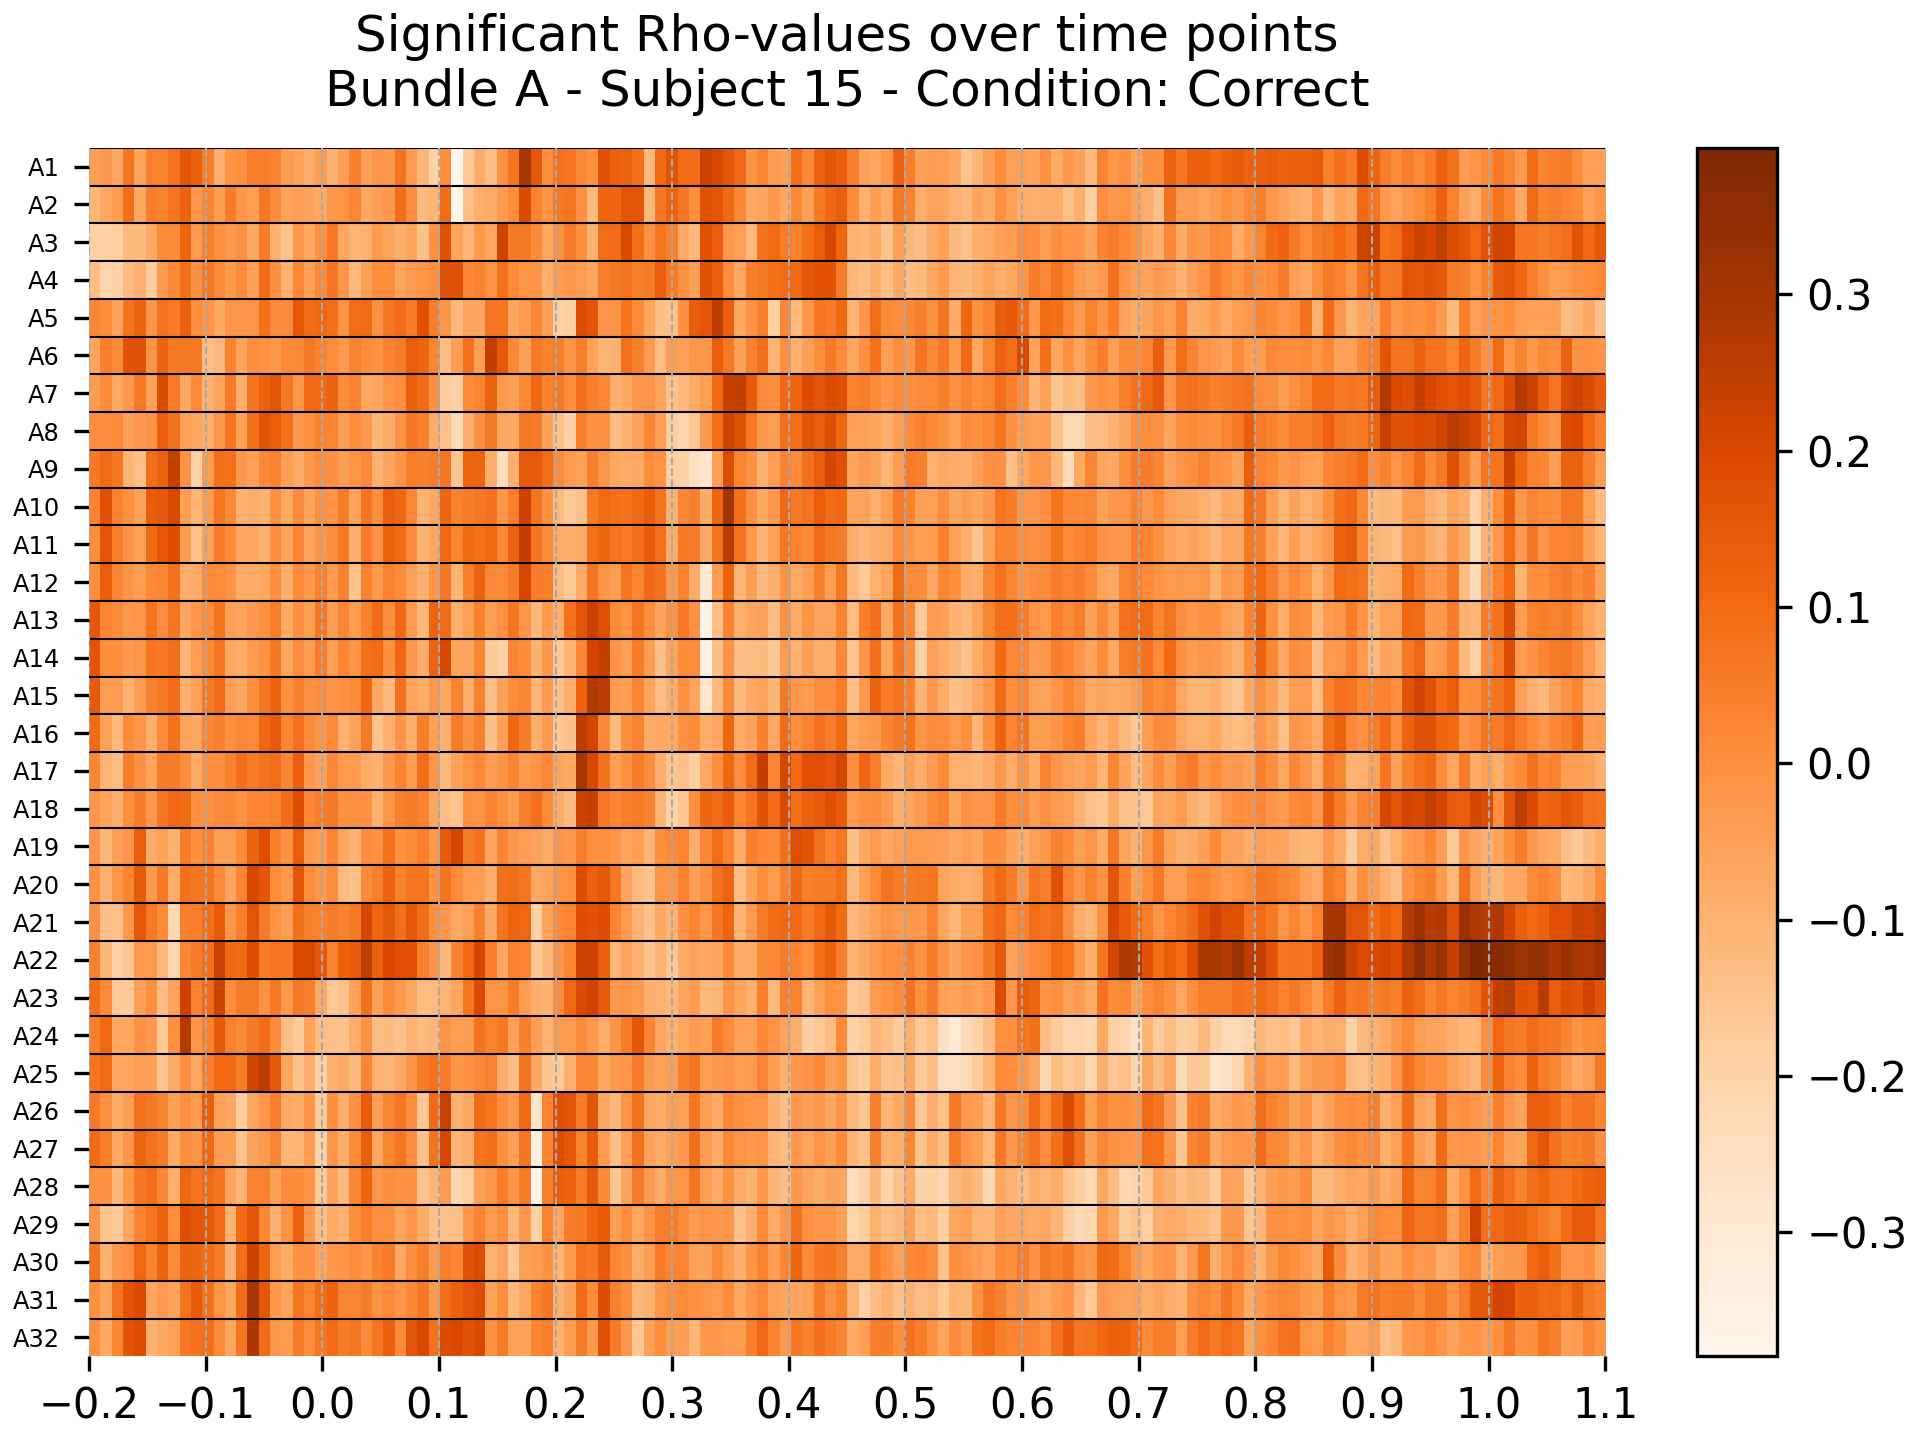 Significant Rho-values over time points
Bundle A - Subject 15 - Condition: Correct
A1
A2
A3
A4
A5
A6
A7
A8
A9
A10
A11
A12
A13
A14
A15
A16
A17
A18
A19
A20
A21
A22
A23
A24
A25
A26
A27
A28
A29
A30
A31
A32
−0.2 −0.1 0.0 0.1 0.2 0.3 0.4 0.5 0.6 0.7 0.8 0.9 1.0 1.1
0.3
0.2
0.1
0.0
−0.1
−0.2
−0.3